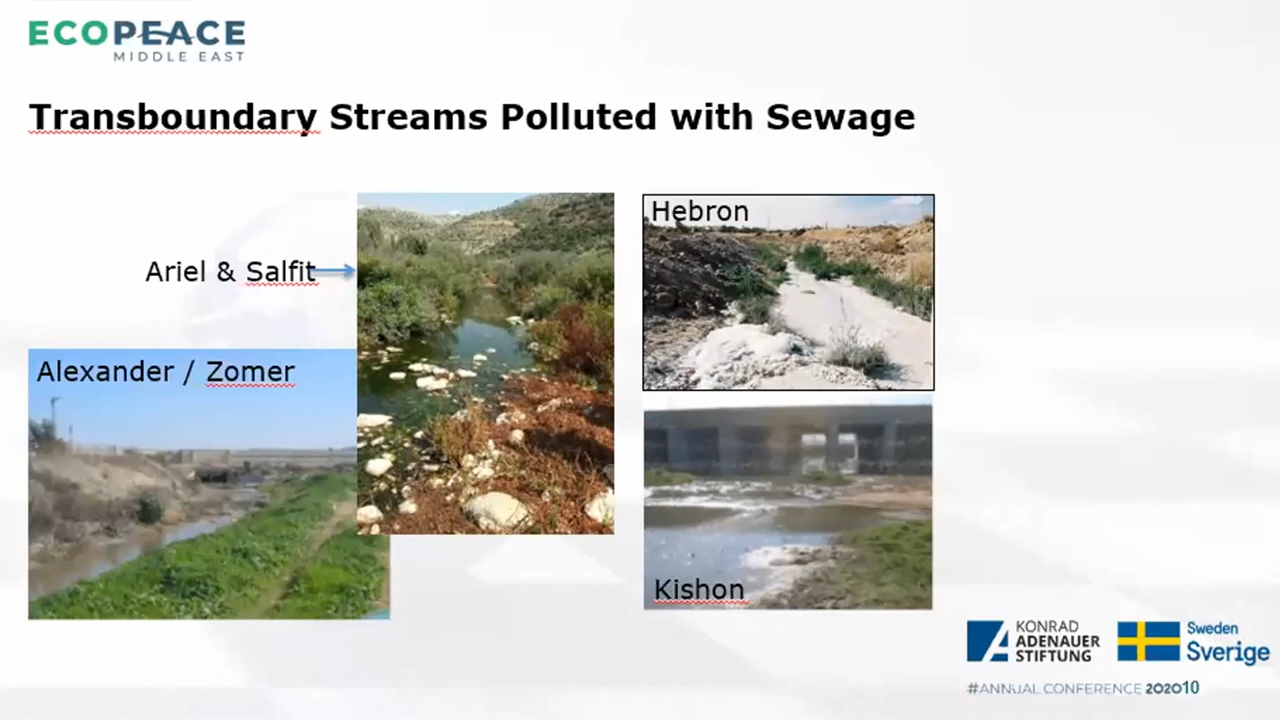 ECOPEACE
MIDDLE EAST
Transboundary Streams Polluted with Sewage
Ariel & Salfit
Hebron
Alexander / Zomer
Kishon
KONRAD
ADENAUER
STIFTUNG
Sweden
Sverige
#ANNUAL CONFERENCE 202010